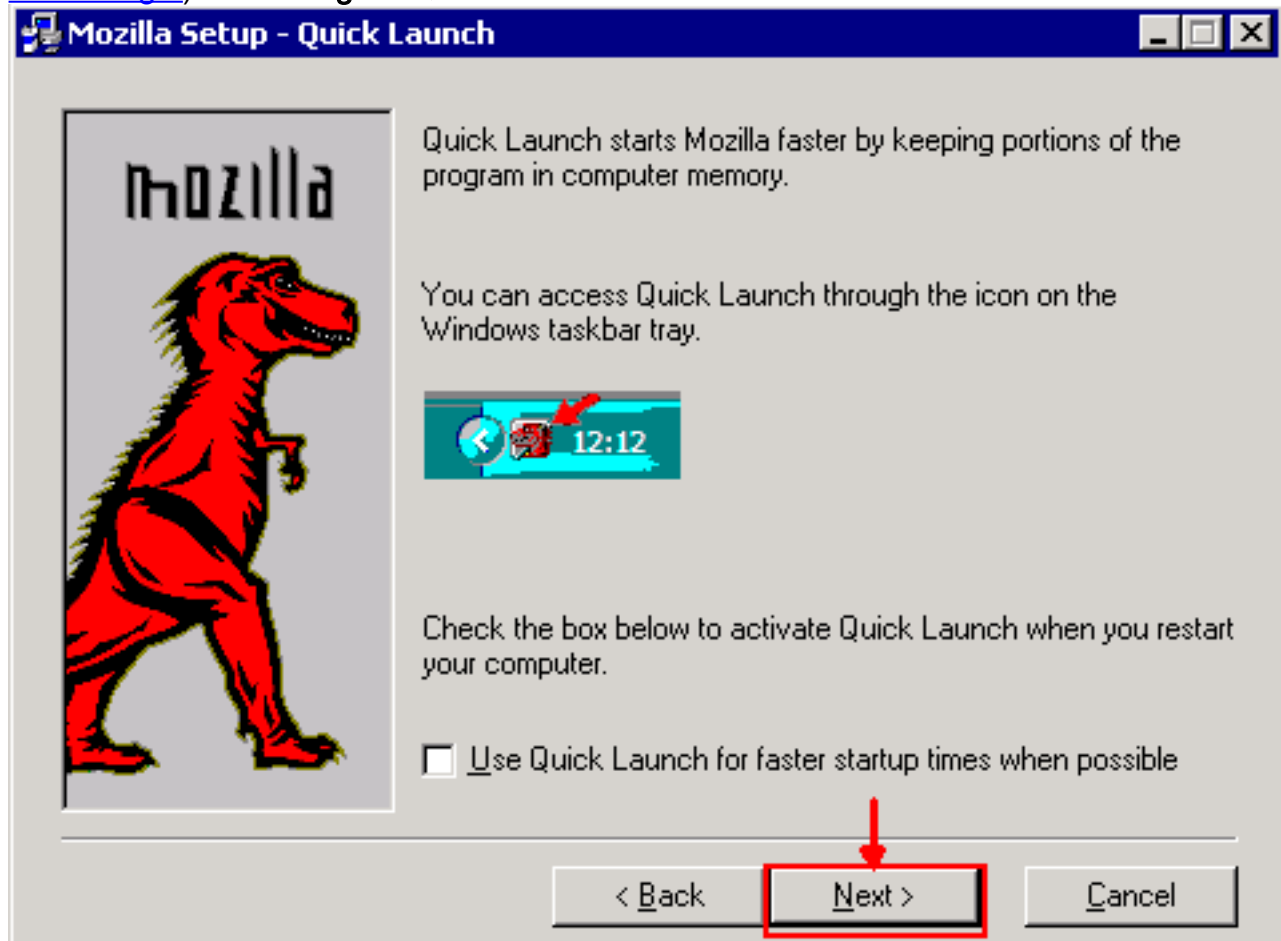 Mozilla Setup - Quick Launch
mozilla
Quick Launch starts Mozilla faster by keeping portions of the
program in computer memory.
You can access Quick Launch through the icon on the
Windows taskbar tray.
12:12
Check the box below to activate Quick Launch when you restart
your computer.
Use Quick Launch for faster startup times when possible
< Back
Next >
Cancel